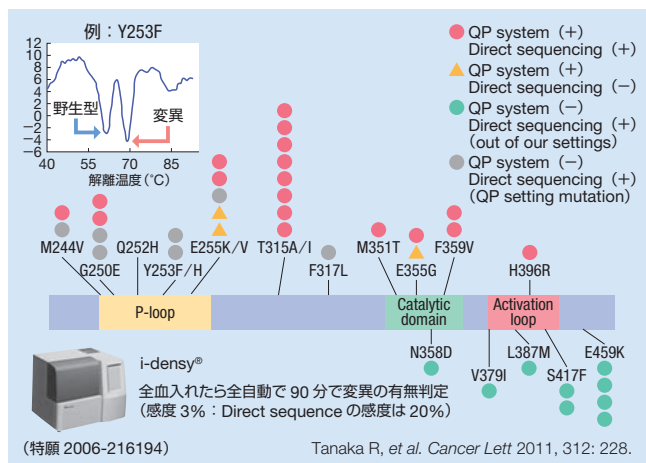 例：Y253F
12
10
8
6
4
2
0
−2
−4
−6
野生型
変異
40 55 70 85
解離温度(℃)
QP system （+）
Direct sequencing （+）
QP system （+）
Direct sequencing （−）
QP system （−）
Direct sequencing （+）
(out of our settings)
QP system （−）
Direct sequencing （+）
(QP setting mutation)
M244V
G250E
Q252H
Y253F/H
E255K/V
T315A/I
F317L
M351T
E355G
F359V
H396R
P-loop
Catalytic
domain
Activation
loop
N358D
V379I
L387M
S417F
E459K
i-densy®
全血入れたら全自動で 90 分で変異の有無判定
（感度 3%：Direct sequence の感度は 20%）
（特願 2006-216194）
Tanaka R, et al. Cancer Lett 2011, 312: 228.